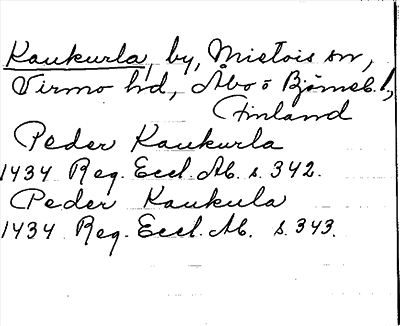 Kaukurla, by, Mietois sn,
Virmo hd, Åbo o Björneb. l,
Finland
Peder Kaukurla
1434 Reg. Eccl. Ab. s. 342.
Peder Kaukula
1434 Reg. Eccl. Ab. s. 343.